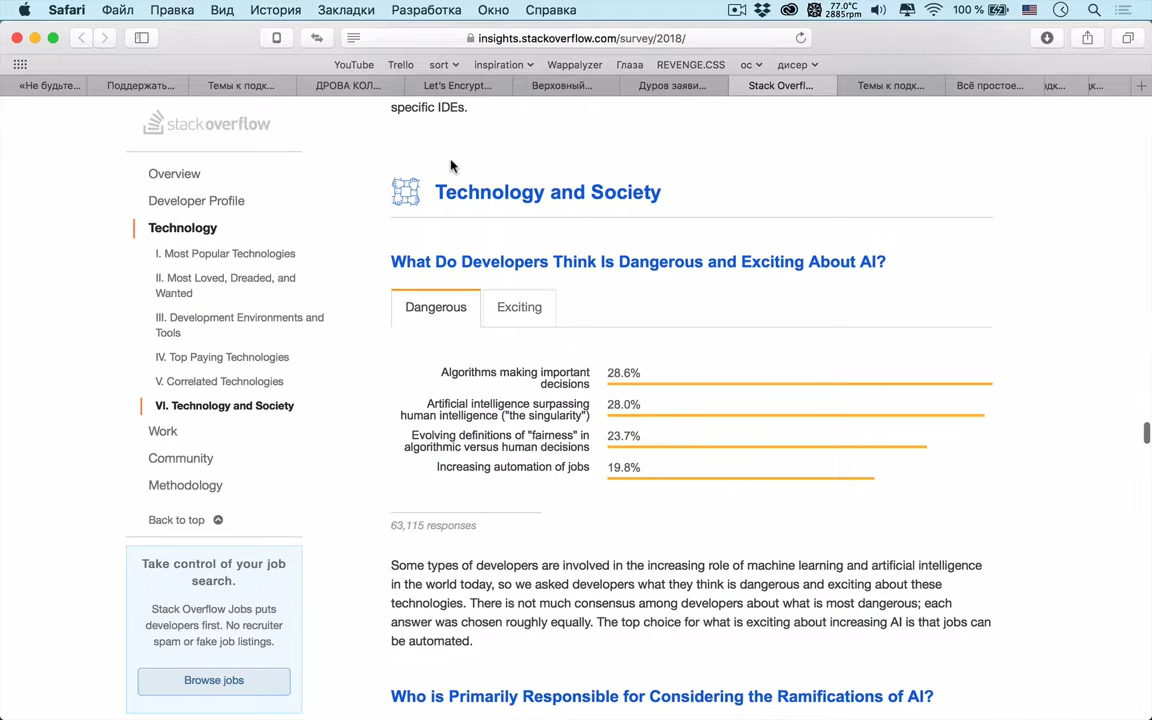 Safari Файл Правка Вид История Закладки Разработка Окно Справка 77.0°C 2885rpm 100 %
insights.stackoverflow.com/survey/2018/
YouTube Trello sort inspiration Wappalyzer Глаза REVENGE.CSS ос дисер
«Не будьте... Поддержать... Темы к подк... ДРОВА КОЛ... Let's Encrypt... Верховный... Дуров заяви... Stack Overfl... Темы к подк... Всё простое... ...дк... ...к...
specific IDEs.
stackoverflow
Overview
Developer Profile
Technology
I. Most Popular Technologies
II. Most Loved, Dreaded, and
Wanted
III. Development Environments and
Tools
IV. Top Paying Technologies
V. Correlated Technologies
VI. Technology and Society
Work
Community
Methodology
Back to top
Take control of your job
search.
Stack Overflow Jobs puts
developers first. No recruiter
spam or fake job listings.
Browse jobs
Technology and Society
What Do Developers Think Is Dangerous and Exciting About AI?
Dangerous Exciting
Algorithms making important
decisions
28.6%
Artificial intelligence surpassing
human intelligence ("the singularity")
28.0%
Evolving definitions of "fairness" in
algorithmic versus human decisions
23.7%
Increasing automation of jobs
19.8%
63,115 responses
Some types of developers are involved in the increasing role of machine learning and artificial intelligence
in the world today, so we asked developers what they think is dangerous and exciting about these
technologies. There is not much consensus among developers about what is most dangerous; each
answer was chosen roughly equally. The top choice for what is exciting about increasing AI is that jobs can
be automated.
Who is Primarily Responsible for Considering the Ramifications of AI?